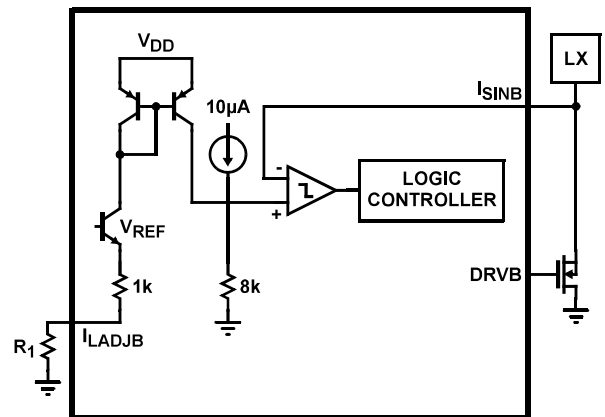 VDD
LX
ISINB
10µA
-
+
LOGIC
CONTROLLER
VREF
DRVB
1k
8k
ILADJB
R1